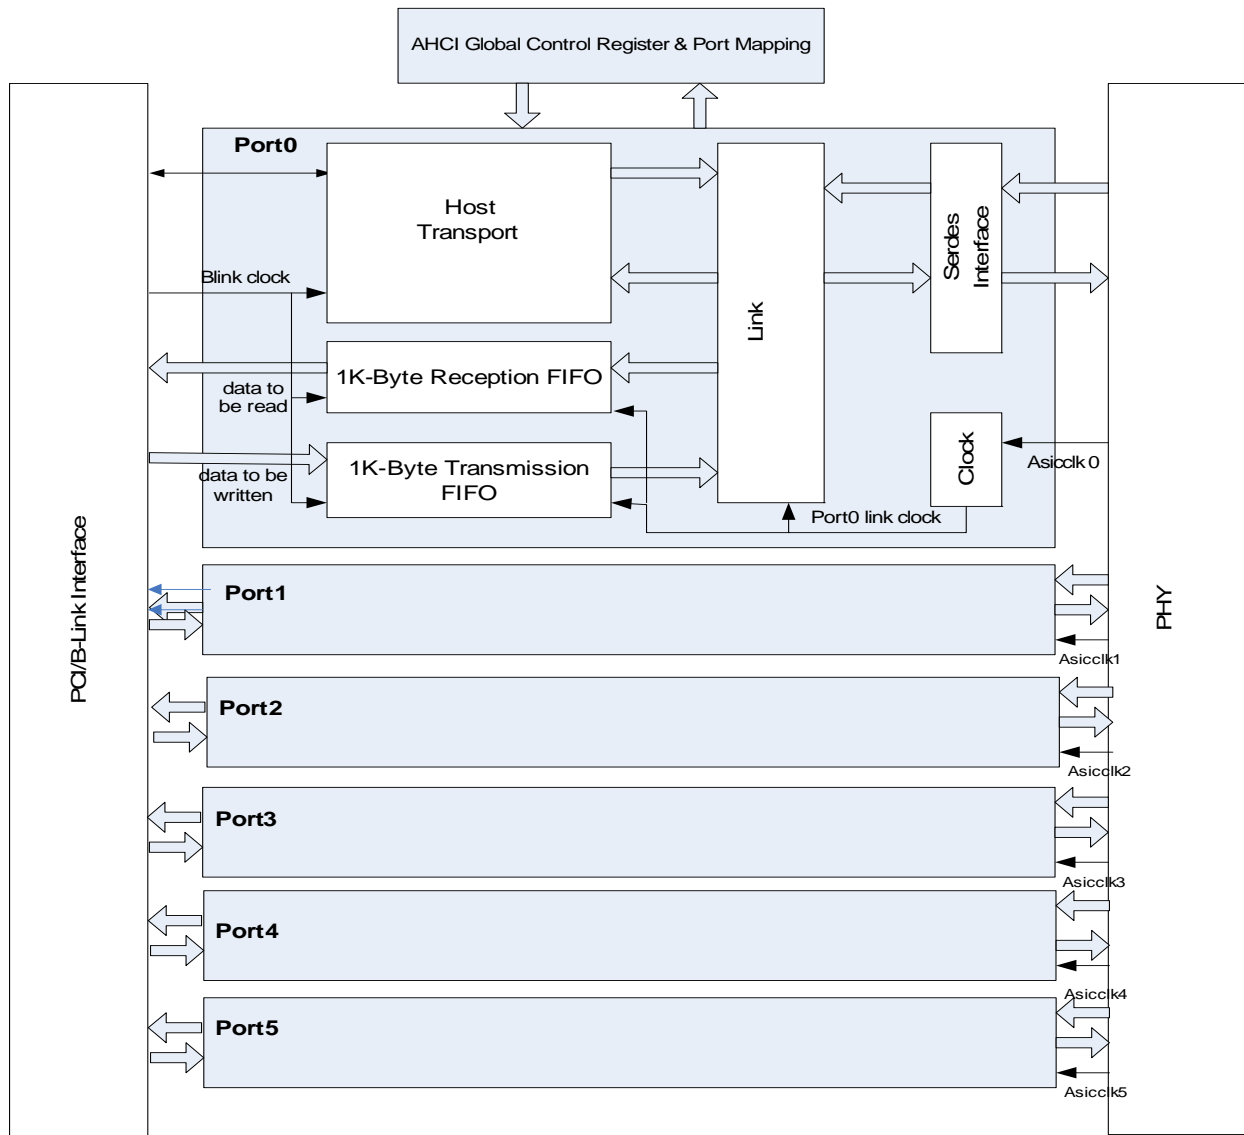 AHCI Global Control Register & Port Mapping
Port0
Host
Transport
Blink clock
1K-Byte Reception FIFO
data to
be read
1K-Byte Transmission
FIFO
data to be
written
Link
Serdes
Interface
Clock
Asicclk 0
Port0 link clock
PCI/B-Link Interface
PHY
Port1
Asicclk1
Port2
Asicclk2
Port3
Asicclk3
Port4
Asicclk4
Port5
Asicclk5